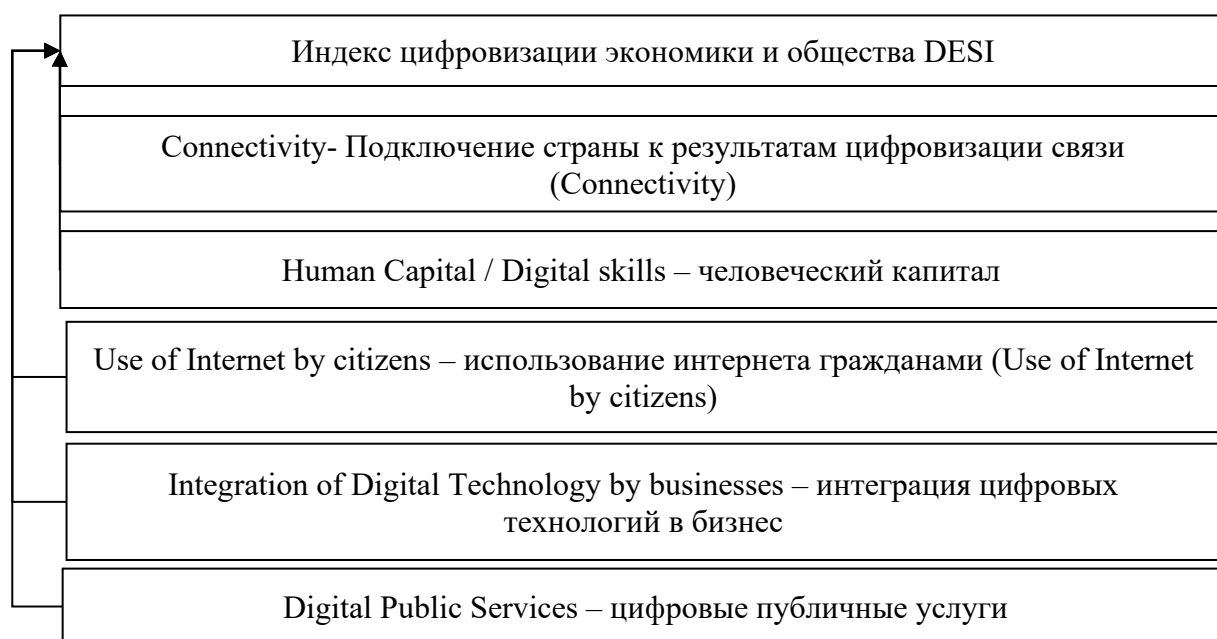 Индекс цифровизации экономики и общества DESI
Connectivity- Подключение страны к результатам цифровизации связи
(Connectivity)
Human Capital / Digital skills – человеческий капитал
Use of Internet by citizens – использование интернета гражданами (Use of Internet
by citizens)
Integration of Digital Technology by businesses – интеграция цифровых
технологий в бизнес
Digital Public Services – цифровые публичные услуги